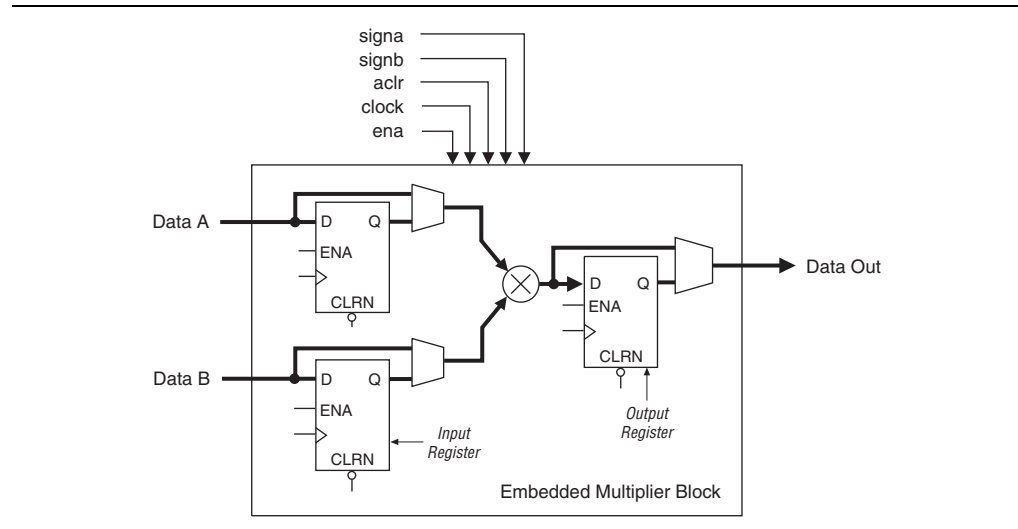 signa
signb
aclr
clock
ena
Data A
D Q
ENA
CLRN
Data B
D Q
ENA
CLRN
Input
Register
D Q
ENA
CLRN
Output
Register
Data Out
Embedded Multiplier Block